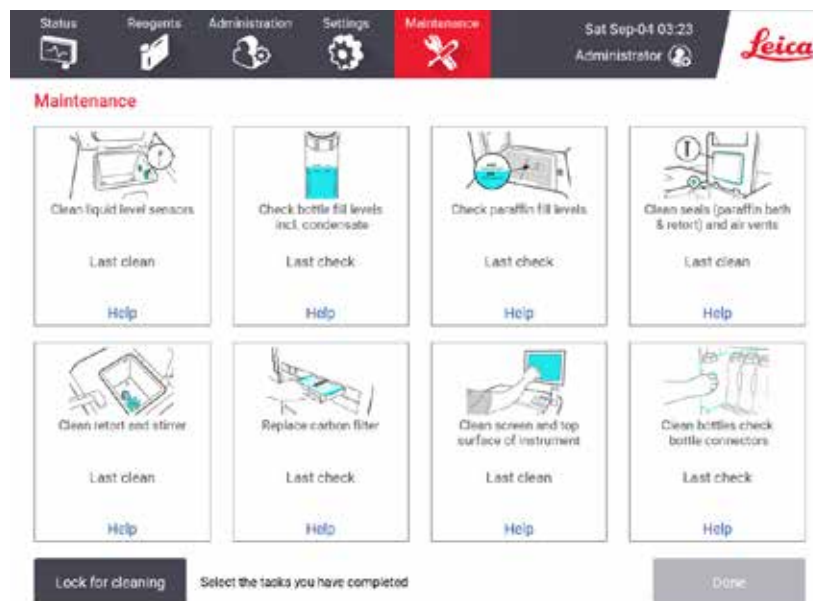 Status Reagents Administration Settings Maintenance
Sat Sep-04 03:23
Administrator
Leica
Maintenance
Clean liquid level sensors
Last clean
Help
Check bottle fill levels
incl. condensate
Last check
Help
Check paraffin fill levels
Last check
Help
Clean seals (paraffin bath
& retort) and air vents
Last clean
Help
Clean retort and stirrer
Last clean
Help
Replace carbon filter
Last check
Help
Clean screen and top
surface of instrument
Last clean
Help
Clean bottles check
bottle connectors
Last check
Help
Lock for cleaning
Select the tasks you have completed
Done